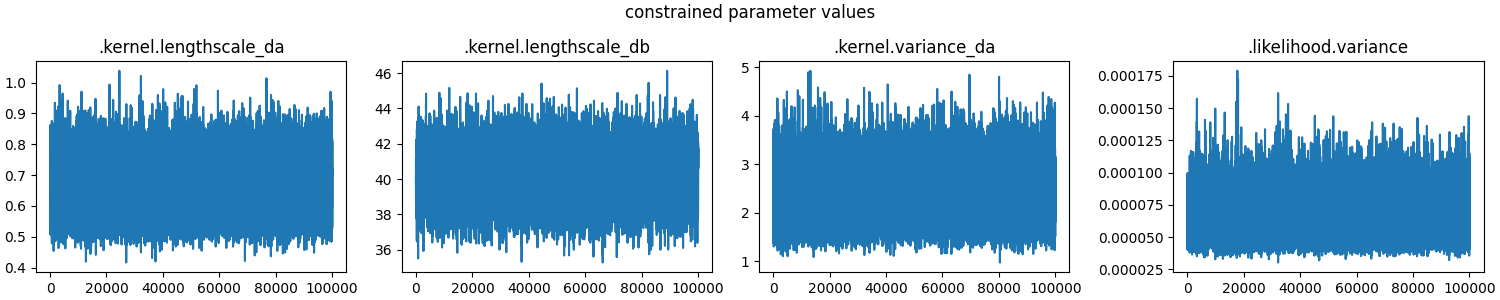 constrained parameter values
.kernel.lengthscale_da
1.0
0.9
0.8
0.7
0.6
0.5
0.4
0 20000 40000 60000 80000 100000
.kernel.lengthscale_db
46
44
42
40
38
36
0 20000 40000 60000 80000 100000
.kernel.variance_da
5
4
3
2
1
0 20000 40000 60000 80000 100000
.likelihood.variance
0.000175
0.000150
0.000125
0.000100
0.000075
0.000050
0.000025
0 20000 40000 60000 80000 100000